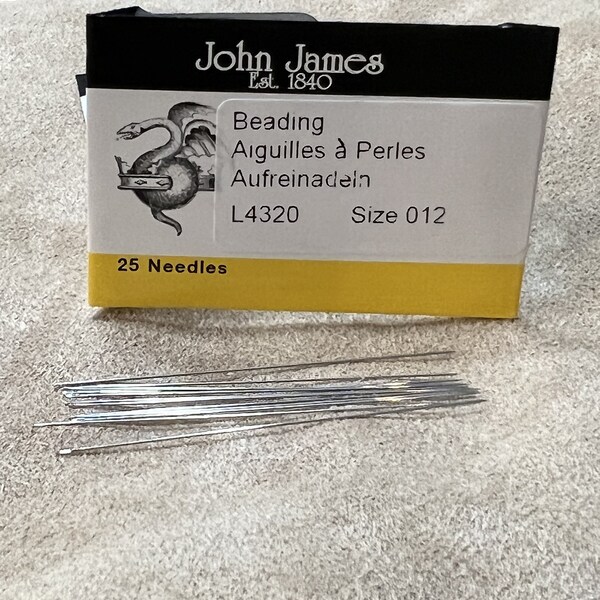 John James
Est. 1840
Beading
Aiguilles à Perles
Aufreinadeln
L4320 Size 012
25 Needles